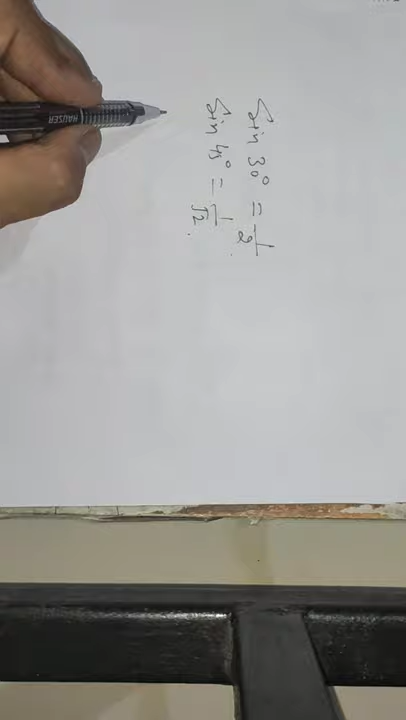 Sin 30° = 1/2
Sin 45° = 1/√2
HAUSER